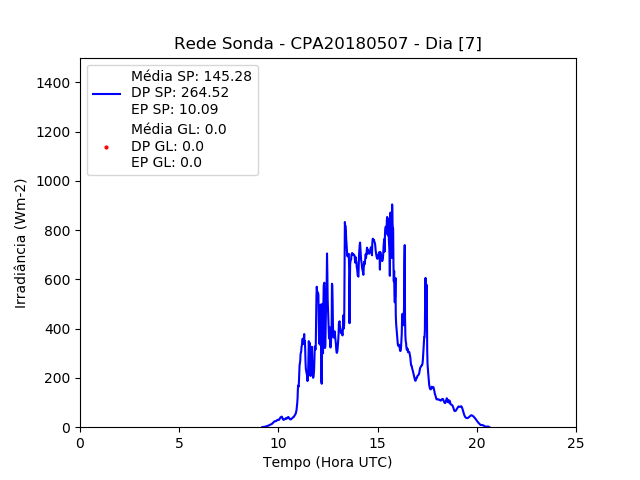 Rede Sonda - CPA20180507 - Dia [7]
Média SP: 145.28
DP SP: 264.52
EP SP: 10.09
Média GL: 0.0
DP GL: 0.0
EP GL: 0.0
Irradiância (Wm-2)
1400
1200
1000
800
600
400
200
0
0 5 10 15 20 25
Tempo (Hora UTC)